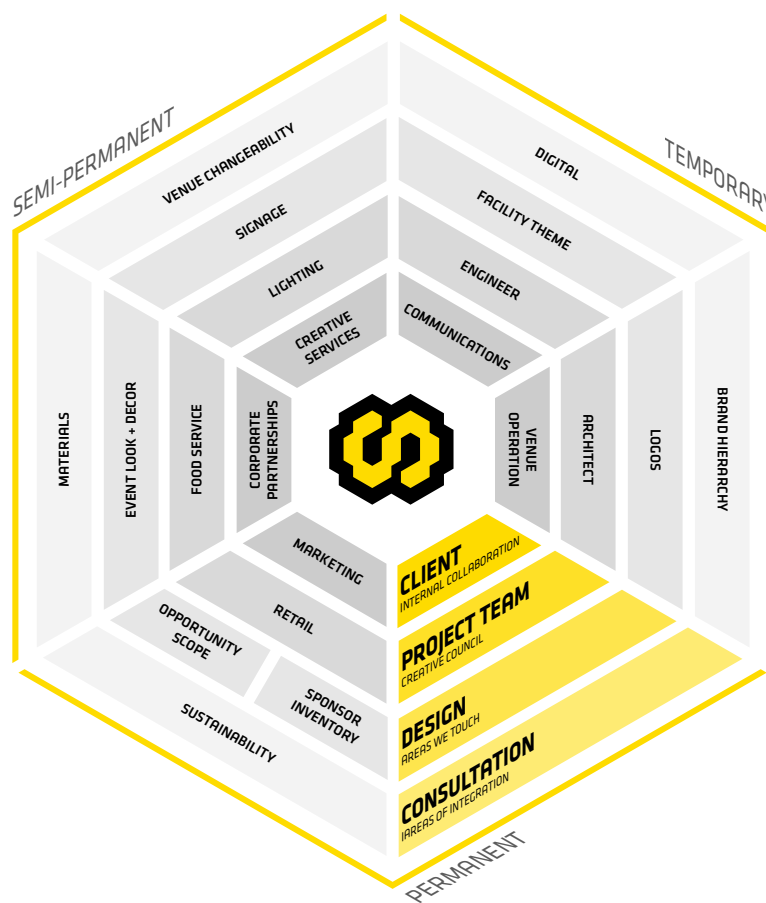 SEMI-PERMANENT
TEMPORARY
VENUE CHANGEABILITY
SIGNAGE
LIGHTING
CREATIVE
SERVICES
DIGITAL
FACILITY THEME
ENGINEER
COMMUNICATIONS
MATERIALS
EVENT LOOK + DECOR
FOOD SERVICE
CORPORATE
PARTNERSHIPS
VENUE
OPERATION
ARCHITECT
LOGOS
BRAND HIERARCHY
MARKETING
RETAIL
OPPORTUNITY
SCOPE
SPONSOR
INVENTORY
SUSTAINABILITY
CLIENT
INTERNAL COLLABORATION
PROJECT TEAM
CREATIVE COUNCIL
DESIGN
AREAS WE TOUCH
CONSULTATION
IAREAS OF INTEGRATION
PERMANENT